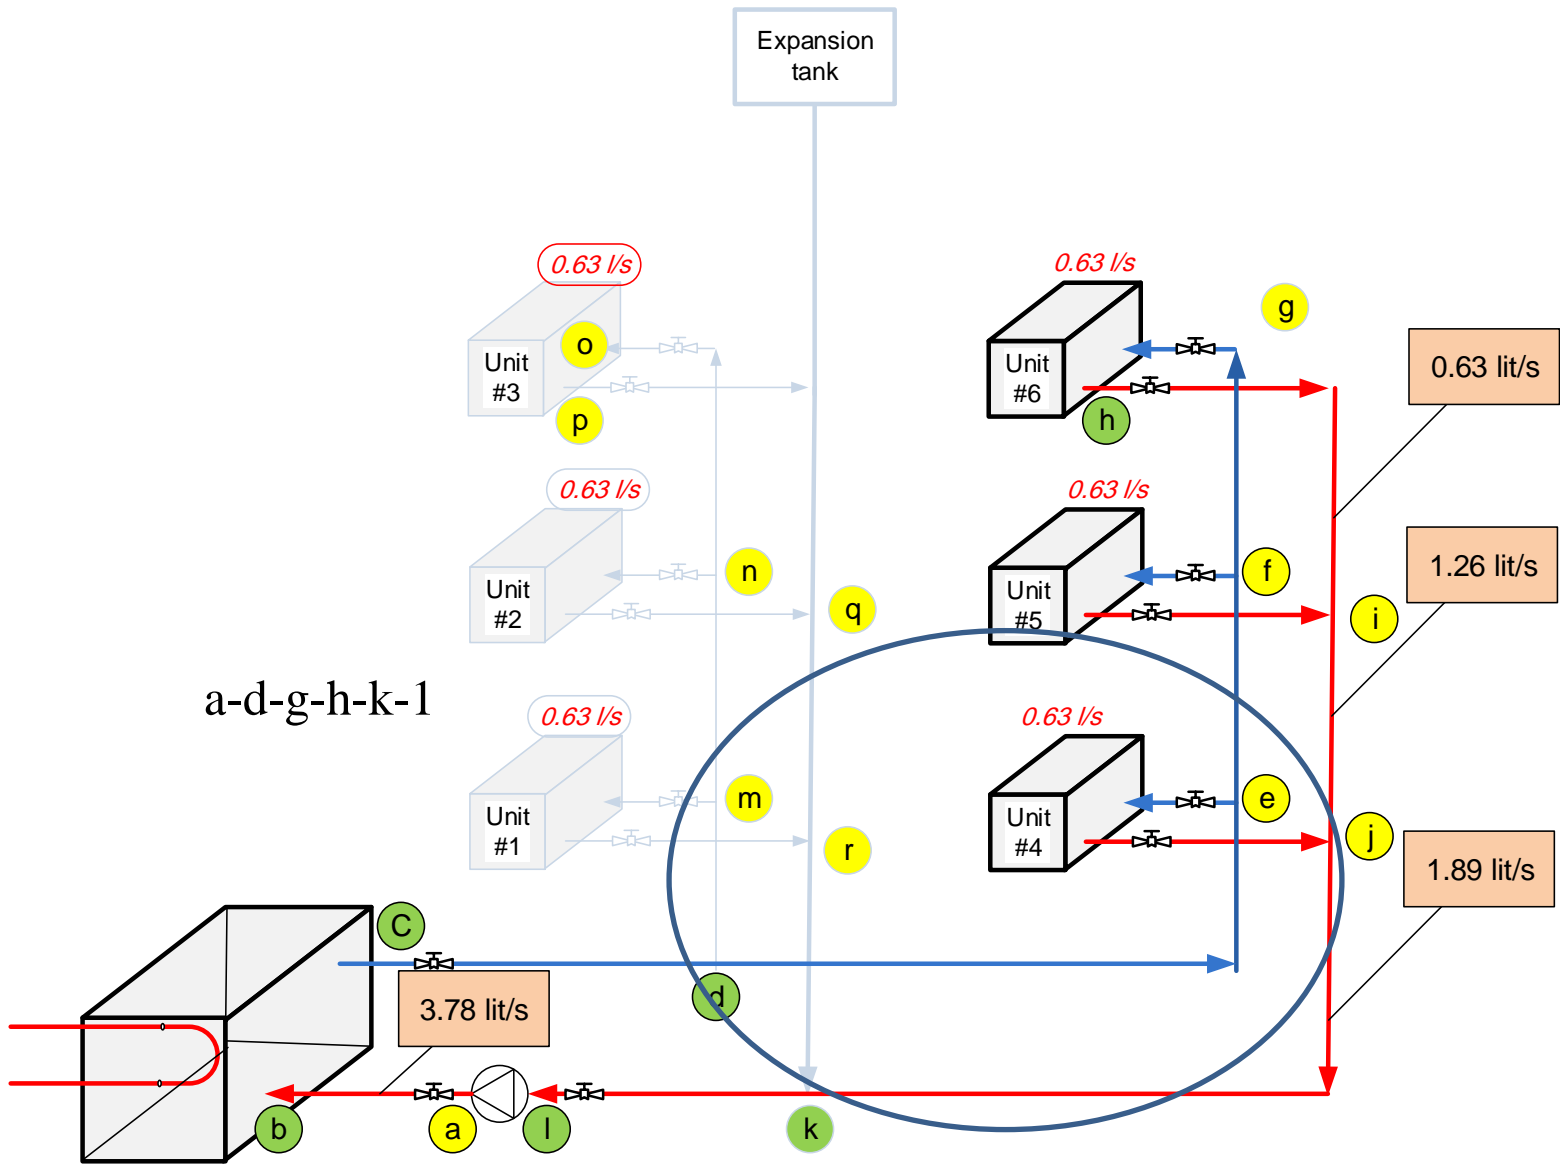 Expansion
tank
0.63 l/s
0.63 l/s
g
o
Unit
#3
Unit
#6
0.63 lit/s
p
h
0.63 l/s
0.63 l/s
n
f
1.26 lit/s
Unit
#2
Unit
#5
q
i
a-d-g-h-k-1
0.63 l/s
0.63 l/s
m
e
Unit
#1
Unit
#4
r
j
1.89 lit/s
C
d
3.78 lit/s
b
a
l
k